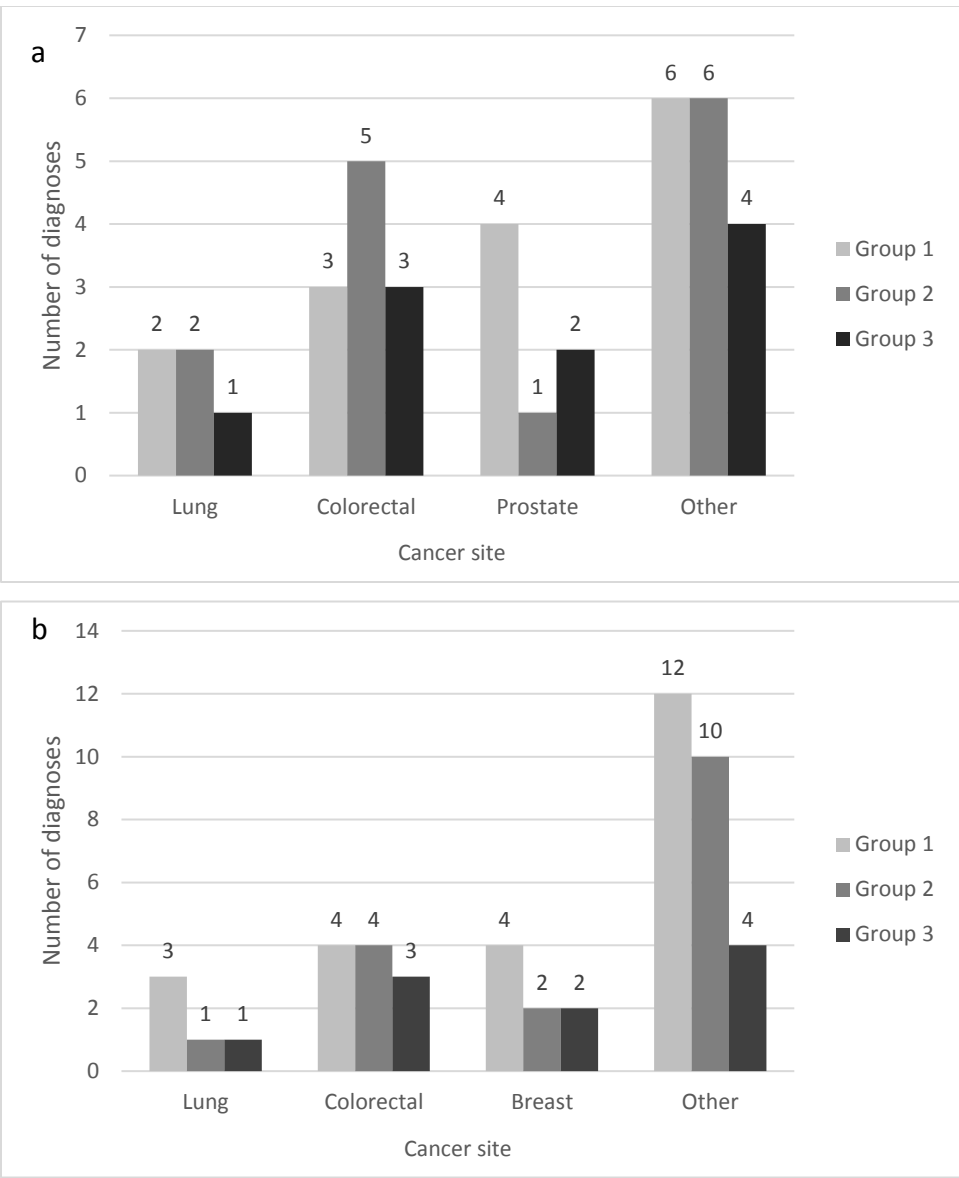 a
Number of diagnoses
7
6
5
4
3
2
1
0
2 2 1
3 5 3
4 1 2
6 6 4
Lung Colorectal Prostate Other
Cancer site
Group 1
Group 2
Group 3
b
Number of diagnoses
14
12
10
8
6
4
2
0
3 1 1
4 4 3
4 2 2
12 10 4
Lung Colorectal Breast Other
Cancer site
Group 1
Group 2
Group 3